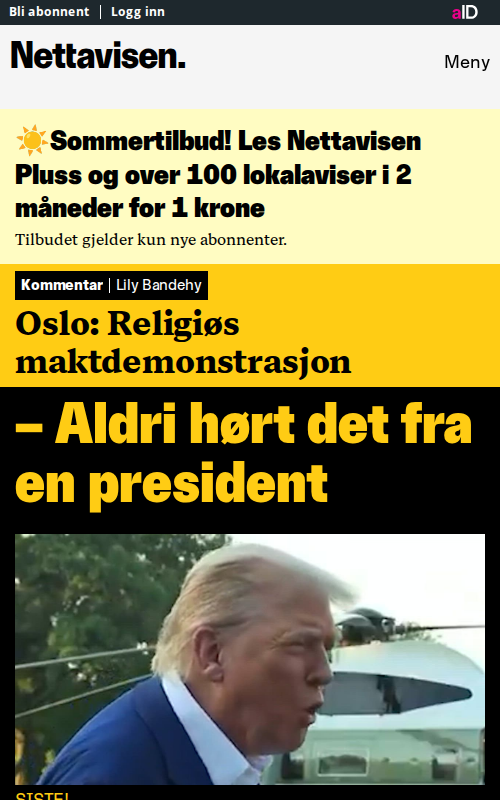 Bli abonnent | Logg inn
aID
Nettavisen.
Meny
☀️Sommertilbud! Les Nettavisen
Pluss og over 100 lokalaviser i 2
måneder for 1 krone
Tilbudet gjelder kun nye abonnenter.
Kommentar | Lily Bandehy
Oslo: Religiøs
maktdemonstrasjon
– Aldri hørt det fra
en president
SISTE!